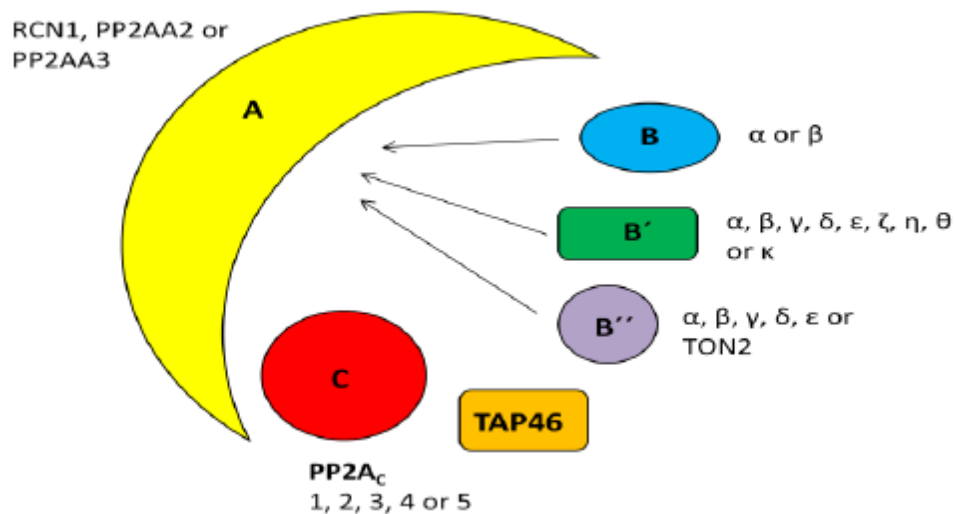 RCN1, PP2AA2 or
PP2AA3
A
B
α or β
B´
α, β, γ, δ, ε, ζ, η, θ
or κ
B´´
α, β, γ, δ, ε or
TON2
C
TAP46
PP2Ac
1, 2, 3, 4 or 5